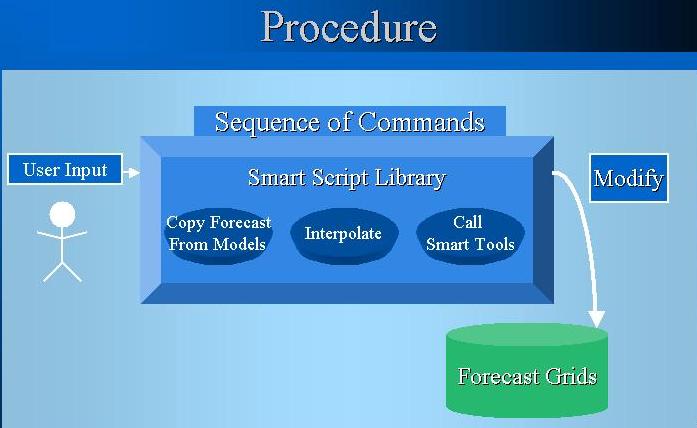 Procedure
Sequence of Commands
User Input
Smart Script Library
Modify
Copy Forecast
From Models
Interpolate
Call
Smart Tools
Forecast Grids